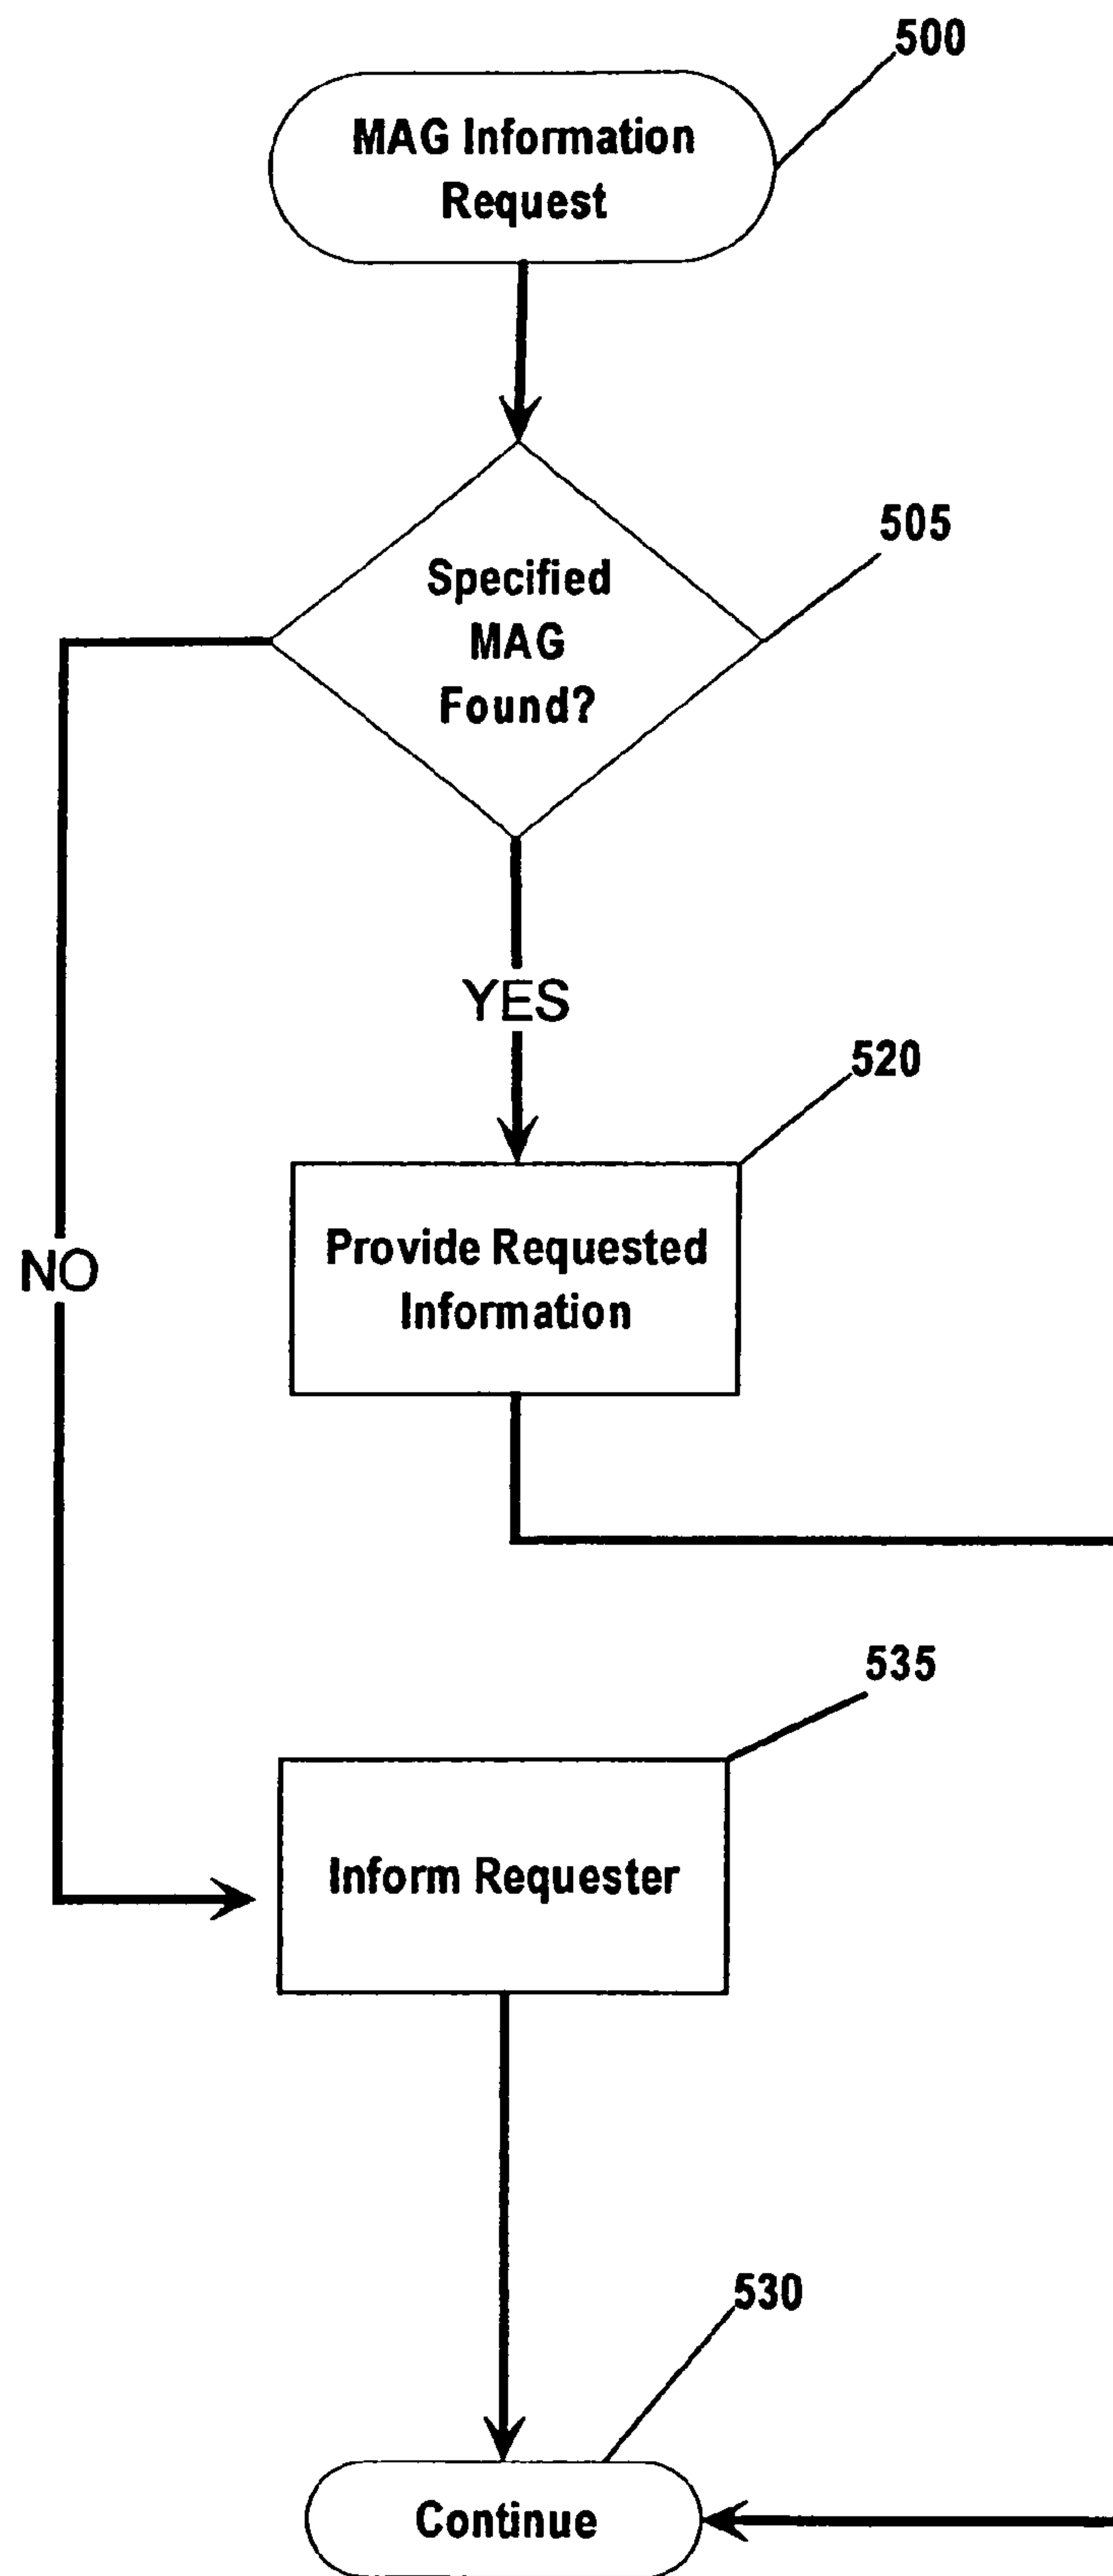 500
MAG Information
Request
505
Specified
MAG
Found?
YES
520
Provide Requested
Information
NO
535
Inform Requester
530
Continue